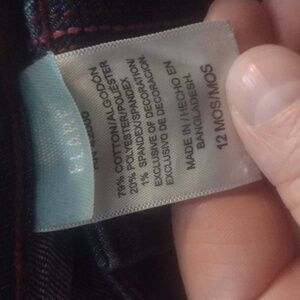 79% COTTON/ALGODON
20% POLYESTER/POLIESTER
1% SPANDEX/SPANDEX
EXCLUSIVE OF DECORATION
EXCLUSIVO DE DECORACION
MADE IN/HECHO EN
BANGLADESH
12 MOS/MOS